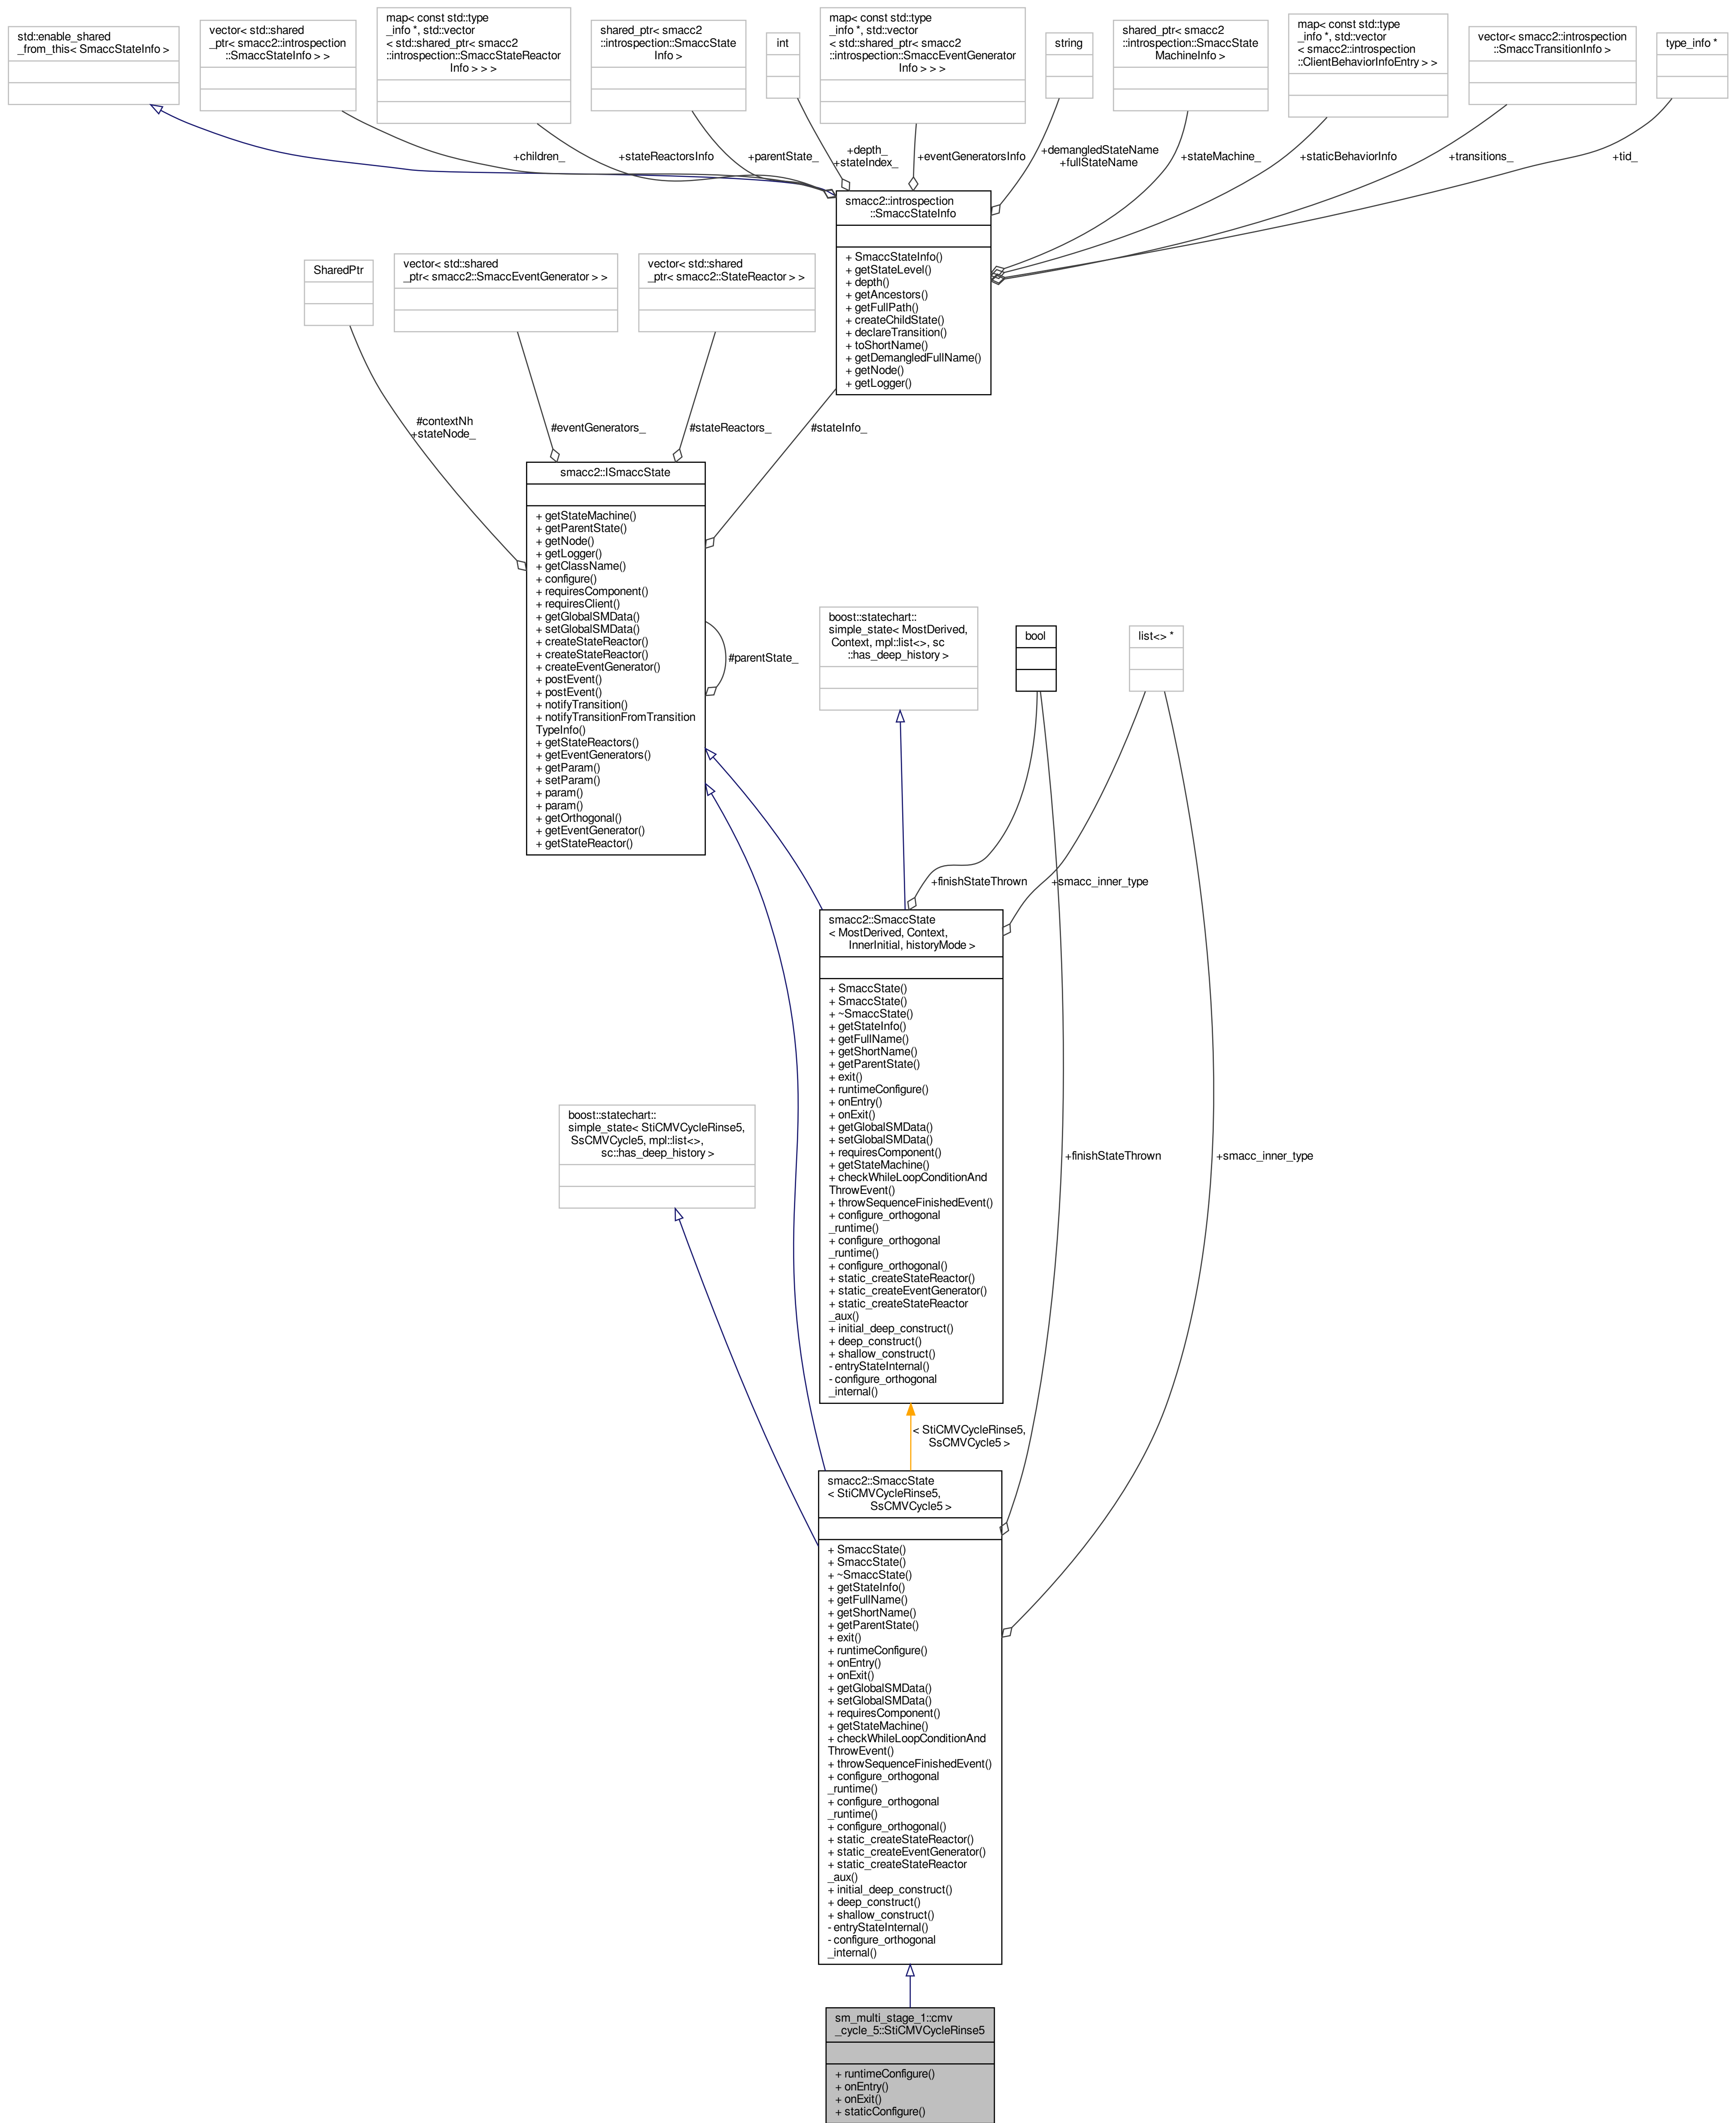 std::enable_shared
_from_this< SmaccStateInfo >
vector< std::shared
_ptr< smacc2::introspection
::SmaccStateInfo > >
map< const std::type
_info *, std::vector
< std::shared_ptr< smacc2
::introspection::SmaccStateReactor
Info > > >
shared_ptr< smacc2
::introspection::SmaccState
Info >
int
map< const std::type
_info *, std::vector
< std::shared_ptr< smacc2
::introspection::SmaccEventGenerator
Info > > >
string
shared_ptr< smacc2
::introspection::SmaccState
MachineInfo >
map< const std::type
_info *, std::vector
< smacc2::introspection
::ClientBehaviorInfoEntry > >
vector< smacc2::introspection
::SmaccTransitionInfo >
type_info *
+children_
+stateReactorsInfo
+parentState_
+depth_
+stateIndex_
+eventGeneratorsInfo
+demangledStateName
+fullStateName
+stateMachine_
+staticBehaviorInfo
+transitions_
+tid_
smacc2::introspection
::SmaccStateInfo
+ SmaccStateInfo()
+ getStateLevel()
+ depth()
+ getAncestors()
+ getFullPath()
+ createChildState()
+ declareTransition()
+ toShortName()
+ getDemangledFullName()
+ getNode()
+ getLogger()
SharedPtr
vector< std::shared
_ptr< smacc2::SmaccEventGenerator > >
vector< std::shared
_ptr< smacc2::StateReactor > >
#contextNh
+stateNode_
#eventGenerators_
#stateReactors_
#stateInfo_
smacc2::ISmaccState
+ getStateMachine()
+ getParentState()
+ getNode()
+ getLogger()
+ getClassName()
+ configure()
+ requiresComponent()
+ requiresClient()
+ getGlobalSMData()
+ setGlobalSMData()
+ createStateReactor()
+ createStateReactor()
+ createEventGenerator()
+ postEvent()
+ postEvent()
+ notifyTransition()
+ notifyTransitionFromTransition
TypeInfo()
+ getStateReactors()
+ getEventGenerators()
+ getParam()
+ setParam()
+ param()
+ param()
+ getOrthogonal()
+ getEventGenerator()
+ getStateReactor()
#parentState_
boost::statechart::
simple_state< MostDerived,
Context, mpl::list<>, sc
::has_deep_history >
bool
list<> *
+finishStateThrown
+smacc_inner_type
smacc2::SmaccState
< MostDerived, Context,
InnerInitial, historyMode >
+ SmaccState()
+ SmaccState()
+ ~SmaccState()
+ getStateInfo()
+ getFullName()
+ getShortName()
+ getParentState()
+ exit()
+ runtimeConfigure()
+ onEntry()
+ onExit()
+ getGlobalSMData()
+ setGlobalSMData()
+ requiresComponent()
+ getStateMachine()
+ checkWhileLoopConditionAnd
ThrowEvent()
+ throwSequenceFinishedEvent()
+ configure_orthogonal
_runtime()
+ configure_orthogonal
_runtime()
+ configure_orthogonal()
+ static_createStateReactor()
+ static_createEventGenerator()
+ static_createStateReactor
_aux()
+ initial_deep_construct()
+ deep_construct()
+ shallow_construct()
- entryStateInternal()
- configure_orthogonal
_internal()
boost::statechart::
simple_state< StiCMVCycleRinse5,
SsCMVCycle5, mpl::list<>,
sc::has_deep_history >
+finishStateThrown
+smacc_inner_type
< StiCMVCycleRinse5,
SsCMVCycle5 >
smacc2::SmaccState
< StiCMVCycleRinse5,
SsCMVCycle5 >
+ SmaccState()
+ SmaccState()
+ ~SmaccState()
+ getStateInfo()
+ getFullName()
+ getShortName()
+ getParentState()
+ exit()
+ runtimeConfigure()
+ onEntry()
+ onExit()
+ getGlobalSMData()
+ setGlobalSMData()
+ requiresComponent()
+ getStateMachine()
+ checkWhileLoopConditionAnd
ThrowEvent()
+ throwSequenceFinishedEvent()
+ configure_orthogonal
_runtime()
+ configure_orthogonal
_runtime()
+ configure_orthogonal()
+ static_createStateReactor()
+ static_createEventGenerator()
+ static_createStateReactor
_aux()
+ initial_deep_construct()
+ deep_construct()
+ shallow_construct()
- entryStateInternal()
- configure_orthogonal
_internal()
sm_multi_stage_1::cmv
_cycle_5::StiCMVCycleRinse5
+ runtimeConfigure()
+ onEntry()
+ onExit()
+ staticConfigure()